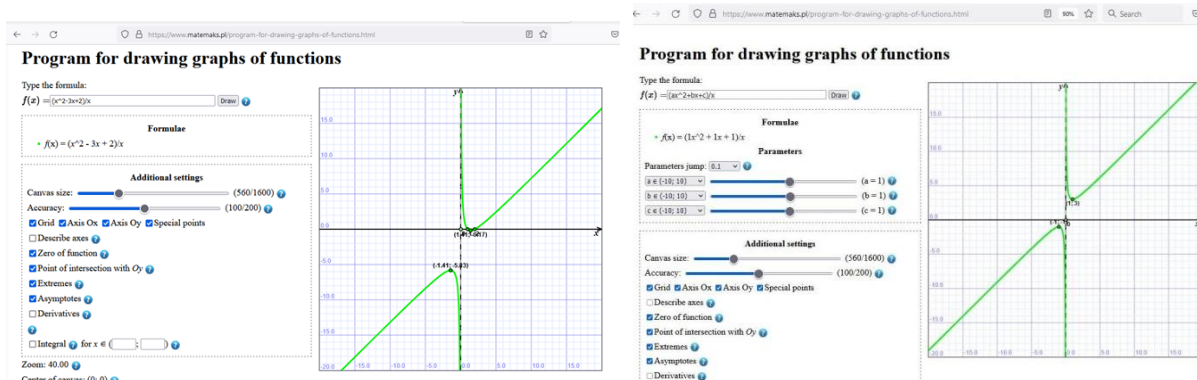 https://www.matemaks.pl/program-for-drawing-graphs-of-functions.html
Program for drawing graphs of functions
Type the formula:
f(x) = (x^2-3x+2)/x Draw
Formulae
f(x) = (x^2 - 3x + 2)/x
Additional settings
Canvas size: (560/1600)
Accuracy: (100/200)
Grid Axis Ox Axis Oy Special points
Describe axes
Zero of function
Point of intersection with Oy
Extremes
Asymptotes
Derivatives
Integral for x ∈ ( ; )
Zoom: 40.00
Center of canvas: (0; 0)
y
15.0
10.0
5.0
0.0
x
(-1.41; -5.83)
-5.0
-10.0
-15.0
-20.0 -15.0 -10.0 -5.0 0.0 5.0 10.0 15.0
https://www.matemaks.pl/program-for-drawing-graphs-of-functions.html 90% Search
Program for drawing graphs of functions
Type the formula:
f(x) = (ax^2+bx+c)/x Draw
Formulae
f(x) = (1x^2 + 1x + 1)/x
Parameters
Parameters jump: 0.1
a ∈ (-10; 10) (a = 1)
b ∈ (-10; 10) (b = 1)
c ∈ (-10; 10) (c = 1)
Additional settings
Canvas size: (560/1600)
Accuracy: (100/200)
Grid Axis Ox Axis Oy Special points
Describe axes
Zero of function
Point of intersection with Oy
Extremes
Asymptotes
Derivatives
y
15.0
10.0
5.0
(1; 3)
0.0
-5.0
-10.0
-15.0
-20.0 -15.0 -10.0 -5.0 0.0 5.0 10.0 15.0